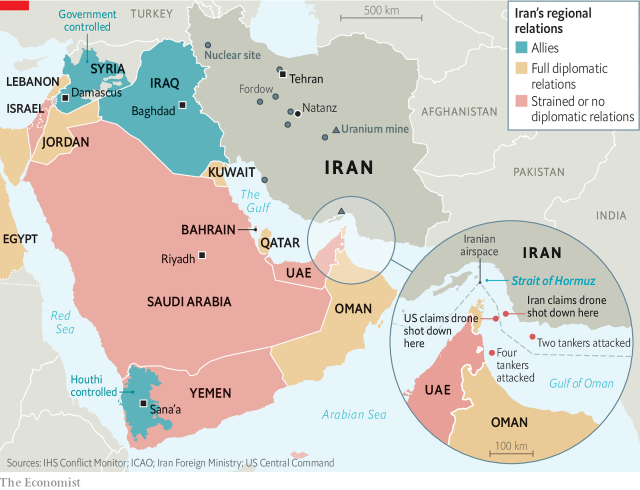 Iran's regional
relations
Allies
Full diplomatic
relations
Strained or no
diplomatic relations
500 km
TURKEY
Government
controlled
SYRIA
LEBANON
Damascus
ISRAEL
JORDAN
IRAQ
Baghdad
Nuclear site
Tehran
Fordow
Natanz
Uranium mine
IRAN
AFGHANISTAN
PAKISTAN
INDIA
KUWAIT
The
Gulf
BAHRAIN
QATAR
EGYPT
Riyadh
UAE
SAUDI ARABIA
OMAN
Red
Sea
Houthi
controlled
YEMEN
Sana'a
Arabian Sea
Iranian
airspace
IRAN
Strait of Hormuz
US claims drone
shot down
here
Iran claims drone
shot down here
Two tankers attacked
Four
tankers
attacked
Gulf of Oman
UAE
OMAN
100 km
Sources: IHS Conflict Monitor; ICAO; Iran Foreign Ministry; US Central Command
The Economist